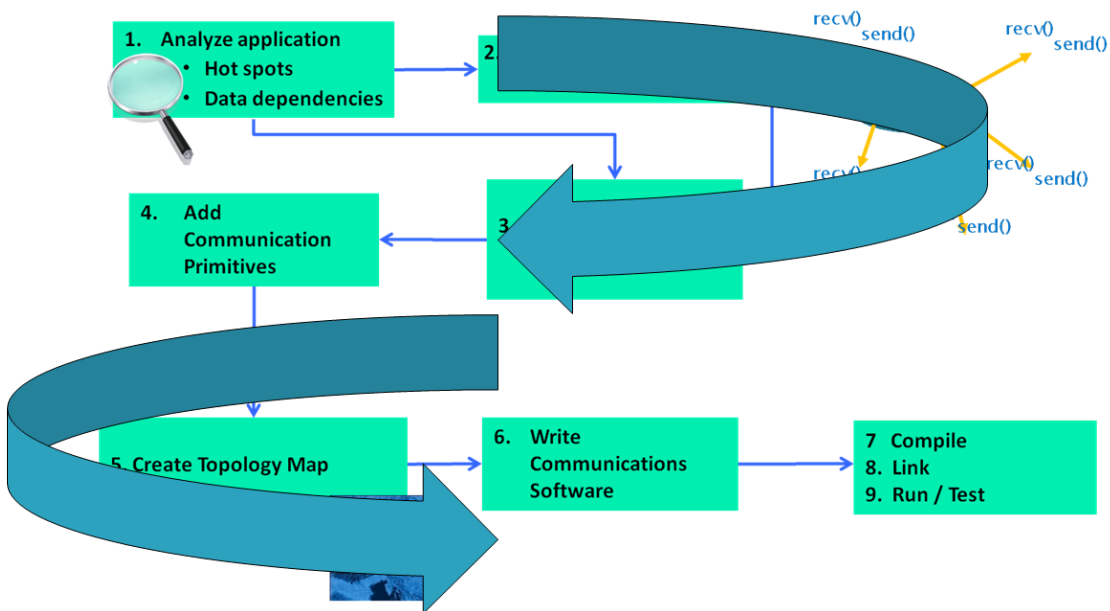 1. Analyze application
• Hot spots
• Data dependencies
2.
recv()
send()
recv()
send()
recv()
recv()
send()
send()
3
4. Add
Communication
Primitives
5. Create Topology Map
6. Write
Communications
Software
7 Compile
8. Link
9. Run / Test